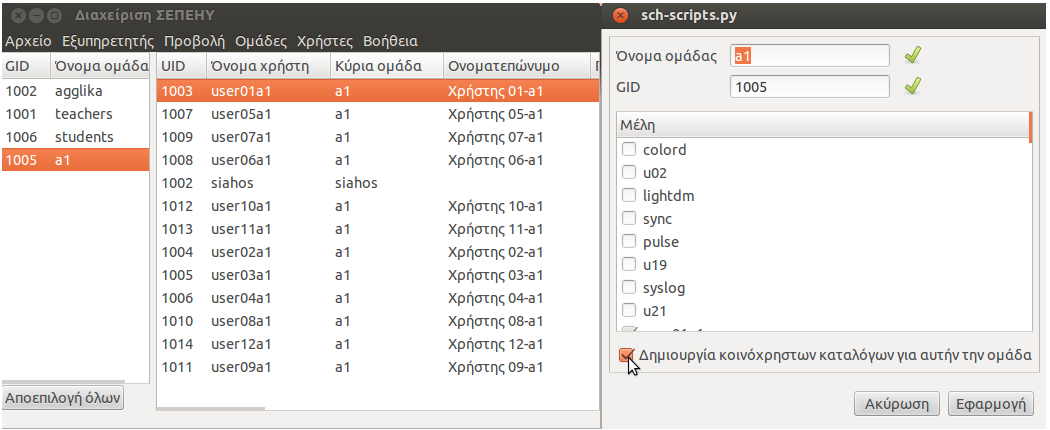 Διαχείριση ΣΕΠΕΗΥ
Αρχείο Εξυπηρετητής Προβολή Ομάδες Χρήστες Βοήθεια
GID Όνομα ομάδα
1002 agglika
1001 teachers
1006 students
1005 a1
Αποεπιλογή όλων
UID Όνομα χρήστη Κύρια ομάδα Ονοματεπώνυμο
1003 user01a1 a1 Χρήστης 01-a1
1007 user05a1 a1 Χρήστης 05-a1
1009 user07a1 a1 Χρήστης 07-a1
1008 user06a1 a1 Χρήστης 06-a1
1002 siahos siahos
1012 user10a1 a1 Χρήστης 10-a1
1013 user11a1 a1 Χρήστης 11-a1
1004 user02a1 a1 Χρήστης 02-a1
1005 user03a1 a1 Χρήστης 03-a1
1006 user04a1 a1 Χρήστης 04-a1
1010 user08a1 a1 Χρήστης 08-a1
1014 user12a1 a1 Χρήστης 12-a1
1011 user09a1 a1 Χρήστης 09-a1
sch-scripts.py
Όνομα ομάδας a1
GID 1005
Μέλη
colord
u02
lightdm
sync
pulse
u19
syslog
u21
Δημιουργία κοινόχρηστων καταλόγων για αυτήν την ομάδα
Ακύρωση Εφαρμογή